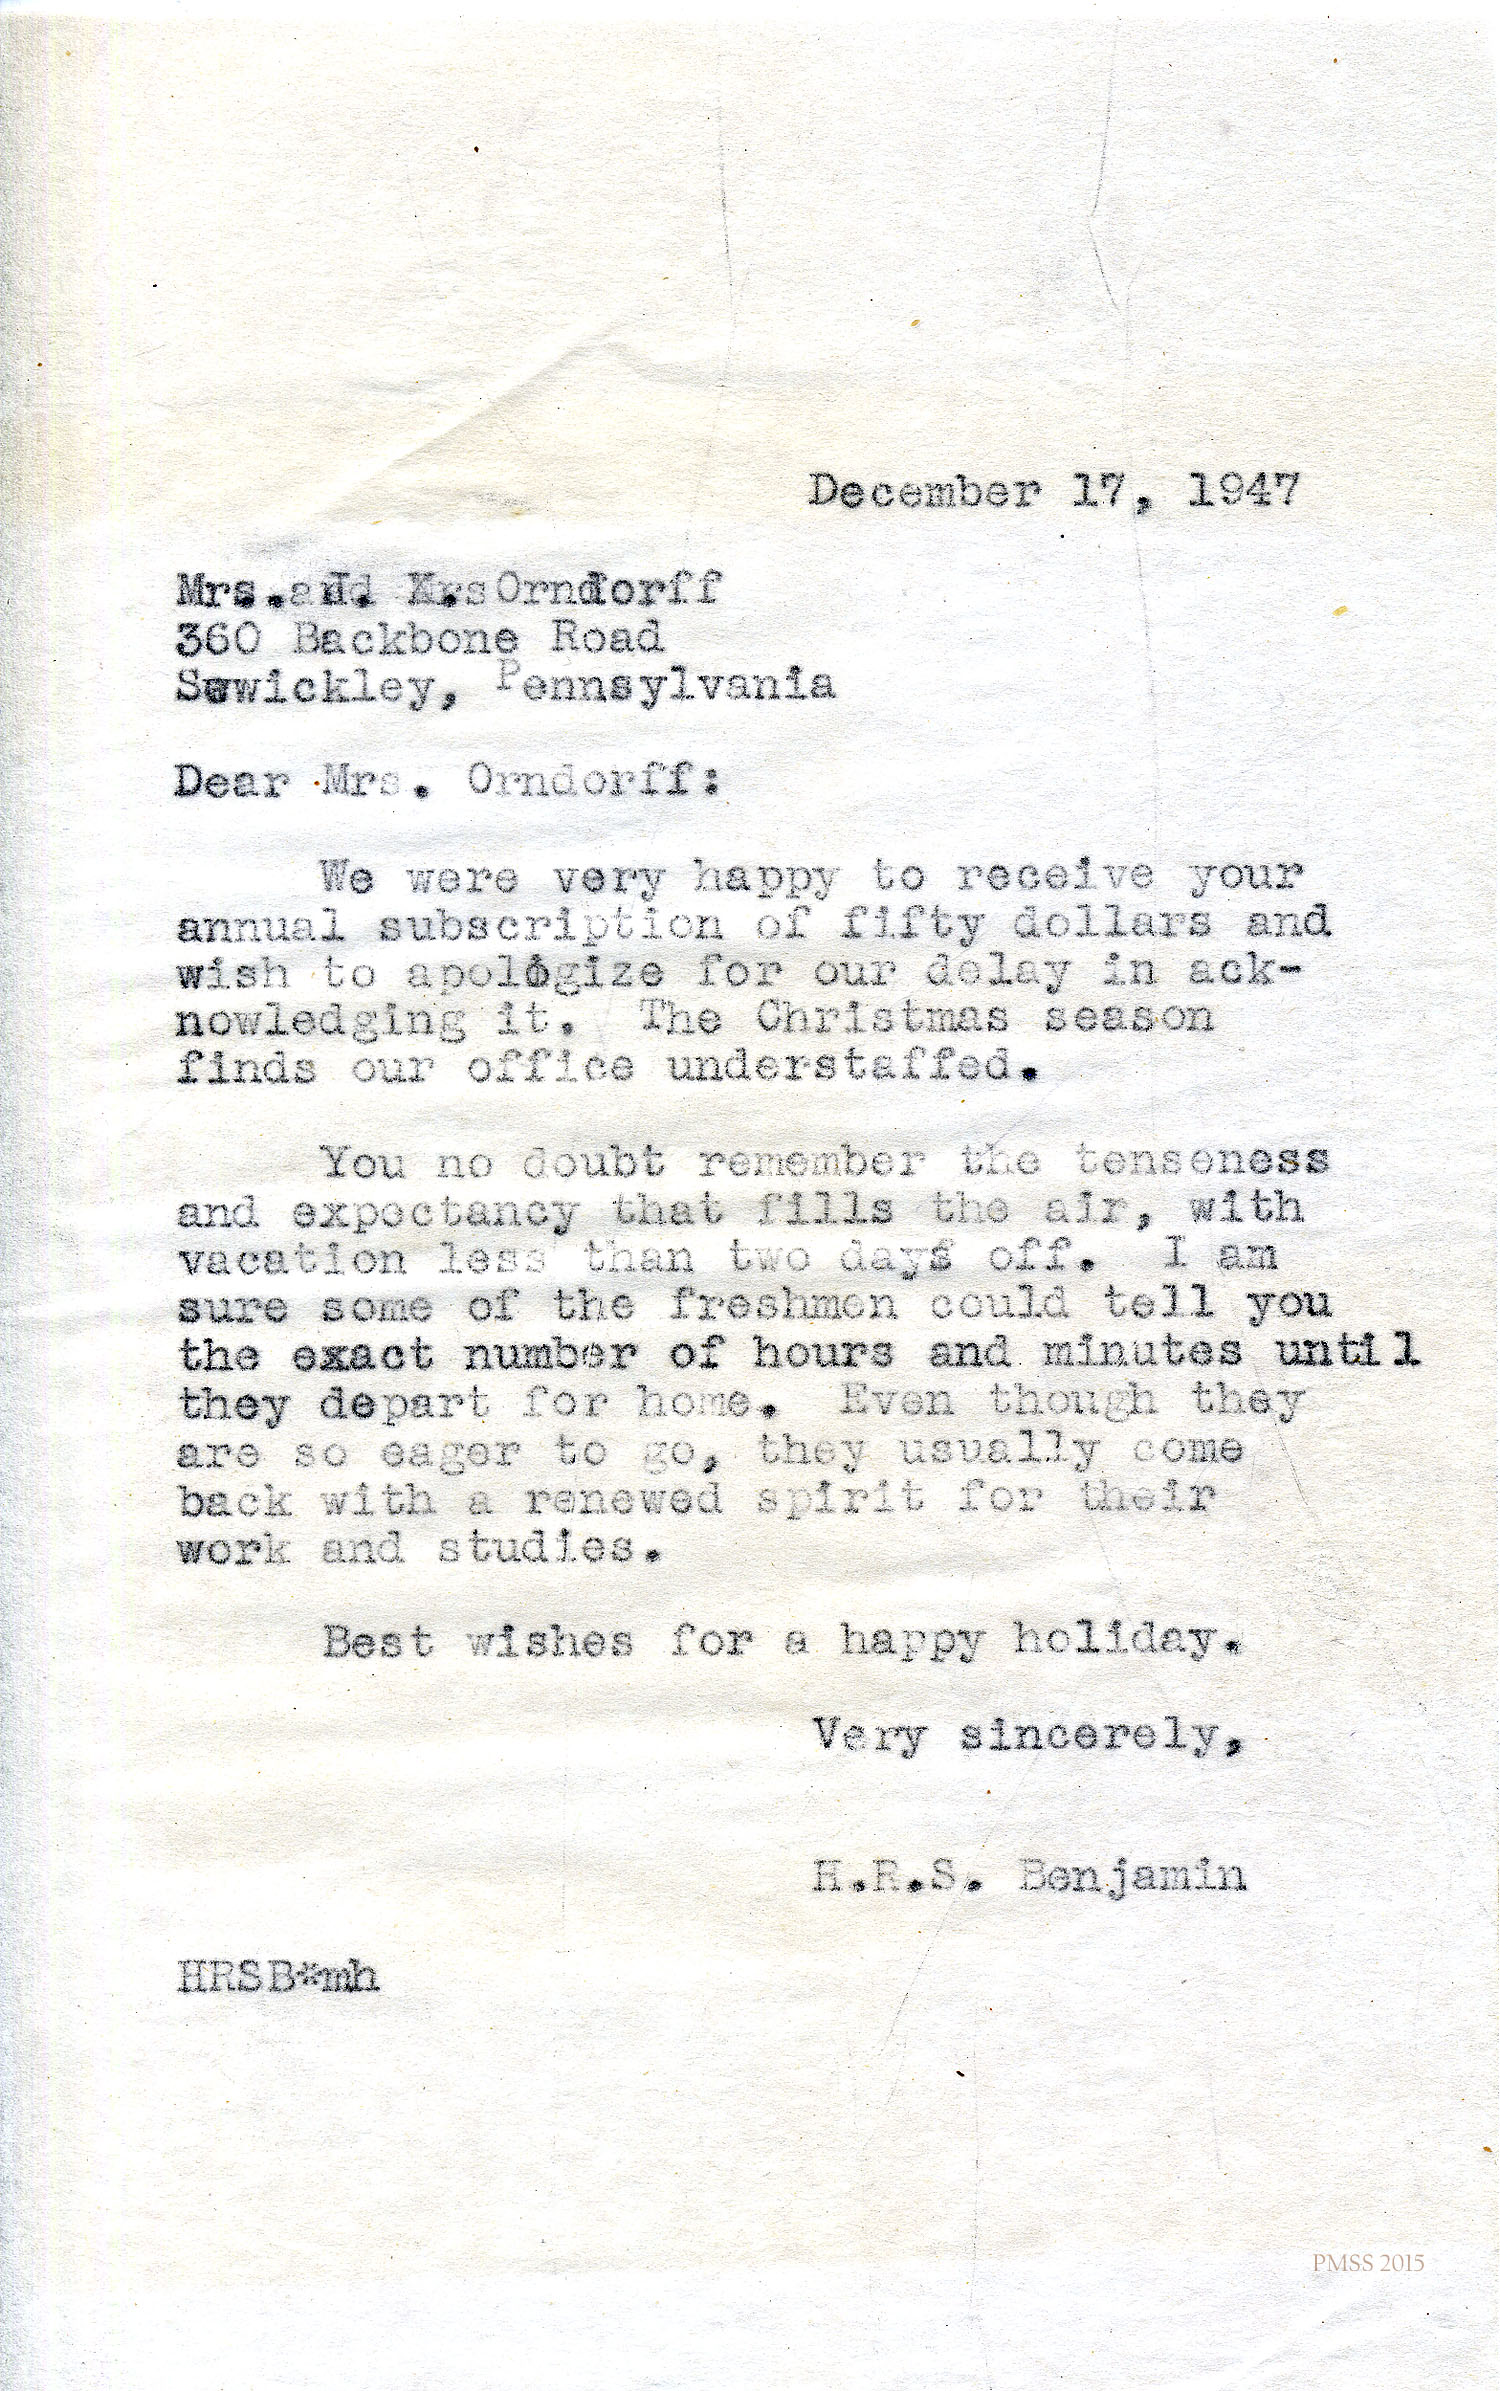 December 17, 1947
Mrs. Orndorff
360 Backbone Road
Sewickley, Pennsylvania
Dear Mrs. Orndorff:
We were very happy to receive your
annual subscription of fifty dollars and
wish to apologize for our delay in ack-
nowledging it. The Christmas season
finds our office understaffed.
You no doubt remember the tenseness
and expectancy that fills the air, with
vacation less than two days off. I am
sure some of the freshmen could tell you
the exact number of hours and minutes until
they depart for home. Even though they
are so eager to go, they usually come
back with a renewed spirit for their
work and studies.
Best wishes for a happy holiday.
Very sincerely,
H.R.S. Benjamin
HRSB*mh
PMSS 2015